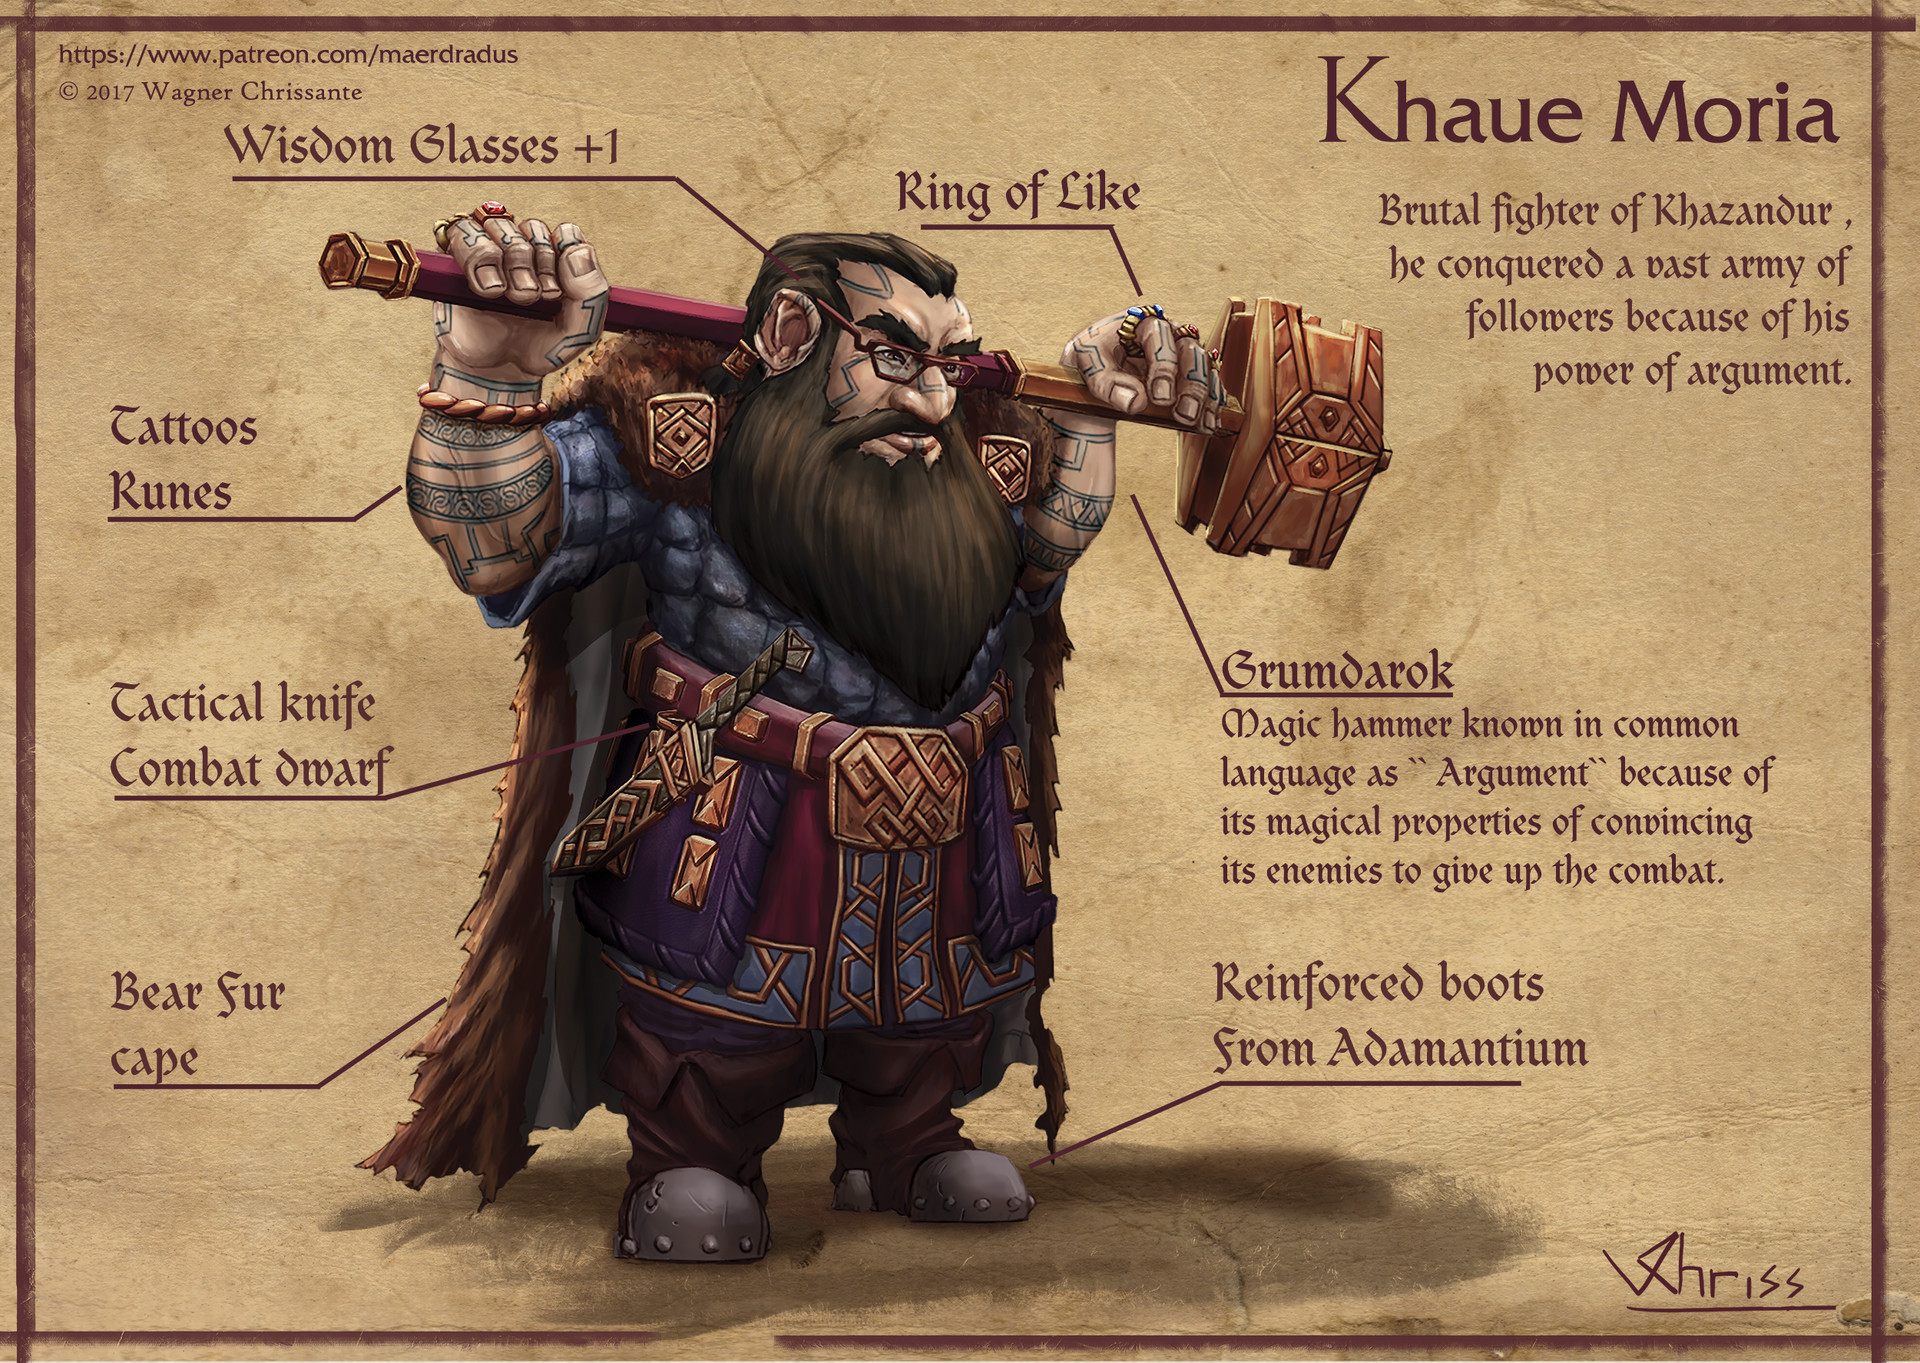 https://www.patreon.com/maerdradus
© 2017 Wagner Chrissante
Khaue Moria
Brutal fighter of Khazandur ,
he conquered a vast army of
followers because of his
power of argument.
Wisdom Glasses +1
Ring of Like
Tattoos
Runes
Tactical knife
Combat dwarf
Grumdarok
Magic hammer known in common
language as `` Argument`` because of
its magical properties of convincing
its enemies to give up the combat.
Bear Fur
cape
Reinforced boots
From Adamantium
Chriss